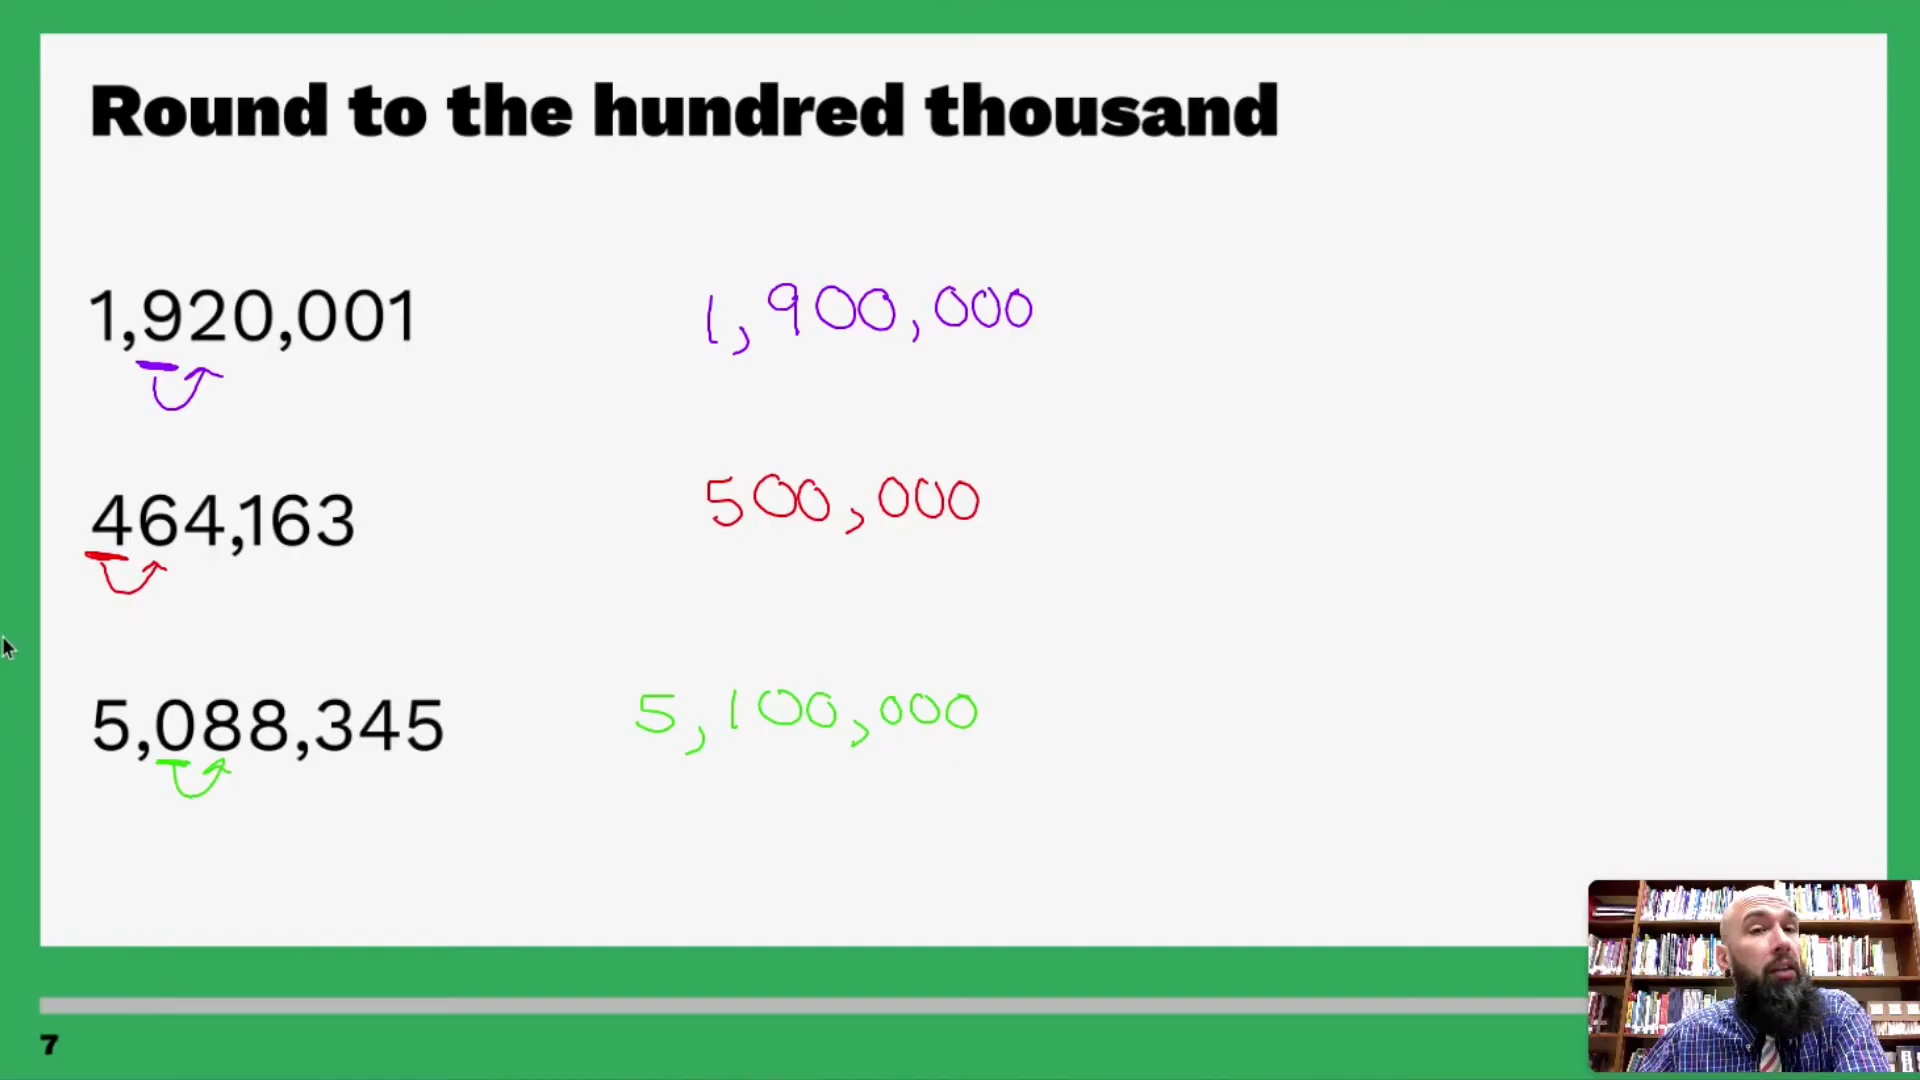 Round to the hundred thousand
1,920,001 1,900,000
464,163 500,000
5,088,345 5,100,000
7